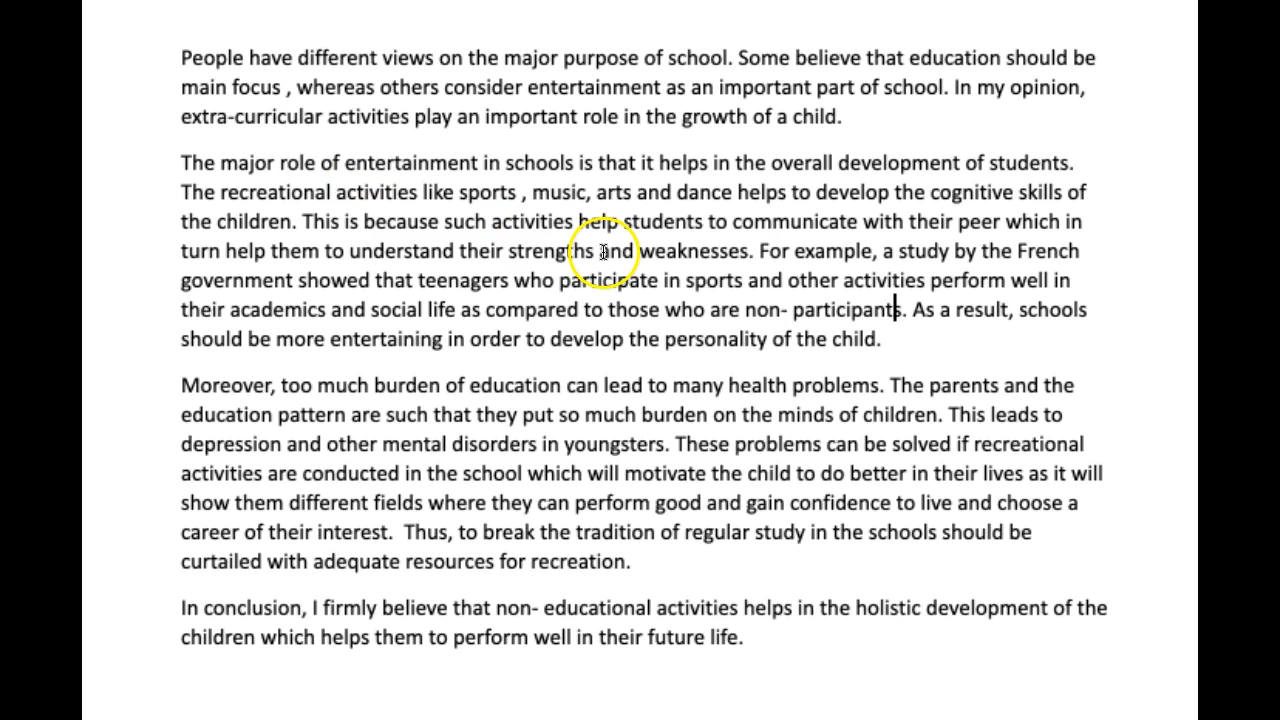 People have different views on the major purpose of school. Some believe that education should be
main focus , whereas others consider entertainment as an important part of school. In my opinion,
extra-curricular activities play an important role in the growth of a child.
The major role of entertainment in schools is that it helps in the overall development of students.
The recreational activities like sports , music, arts and dance helps to develop the cognitive skills of
the children. This is because such activities help students to communicate with their peer which in
turn help them to understand their strengths and weaknesses. For example, a study by the French
government showed that teenagers who participate in sports and other activities perform well in
their academics and social life as compared to those who are non- participants. As a result, schools
should be more entertaining in order to develop the personality of the child.
Moreover, too much burden of education can lead to many health problems. The parents and the
education pattern are such that they put so much burden on the minds of children. This leads to
depression and other mental disorders in youngsters. These problems can be solved if recreational
activities are conducted in the school which will motivate the child to do better in their lives as it will
show them different fields where they can perform good and gain confidence to live and choose a
career of their interest.  Thus, to break the tradition of regular study in the schools should be
curtailed with adequate resources for recreation.
In conclusion, I firmly believe that non- educational activities helps in the holistic development of the
children which helps them to perform well in their future life.